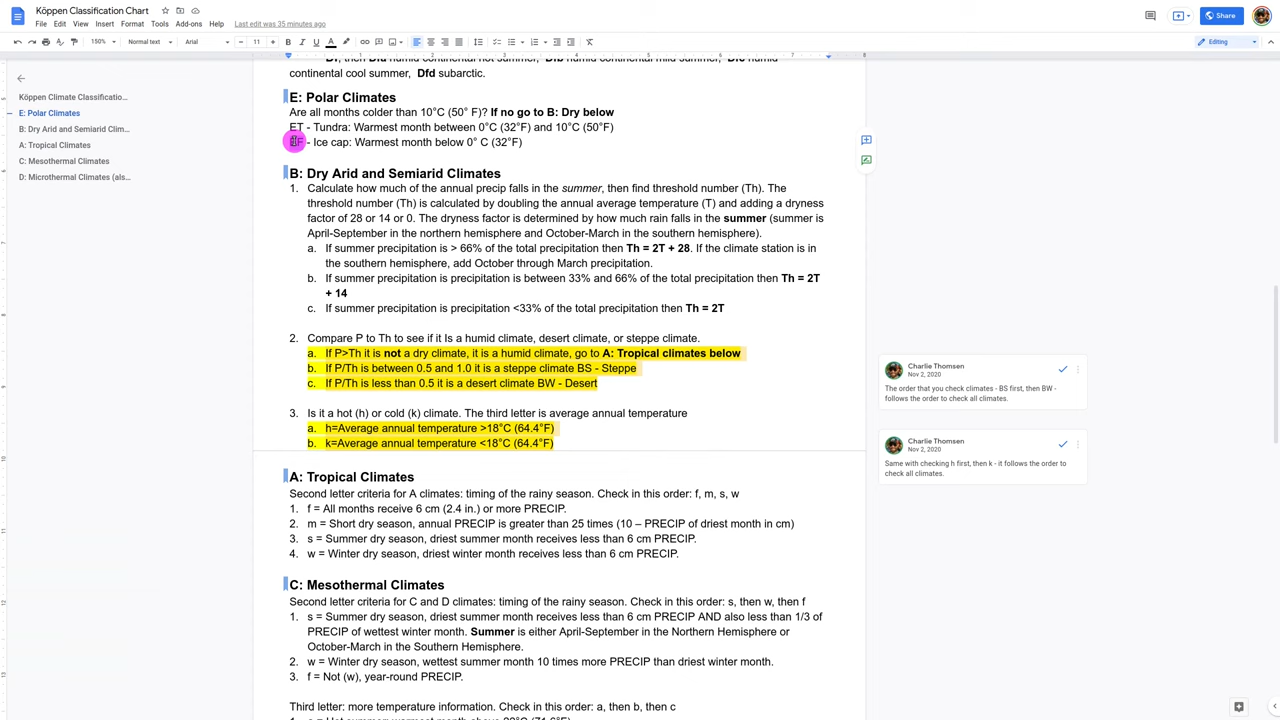 Köppen Classification Chart
File Edit View Insert Format Tools Add-ons Help Last edit was 35 minutes ago
Share
150% Normal text Arial 11 Editing
1 2 3 4 5 6 7 8
Köppen Climate Classificatio...
E: Polar Climates
B: Dry Arid and Semiarid Clim...
A: Tropical Climates
C: Mesothermal Climates
D: Microthermal Climates (als...
continental cool summer, Dfd subarctic.
E: Polar Climates
Are all months colder than 10°C (50° F)? If no go to B: Dry below
ET - Tundra: Warmest month between 0°C (32°F) and 10°C (50°F)
EF - Ice cap: Warmest month below 0° C (32°F)
B: Dry Arid and Semiarid Climates
1. Calculate how much of the annual precip falls in the summer, then find threshold number (Th). The
threshold number (Th) is calculated by doubling the annual average temperature (T) and adding a dryness
factor of 28 or 14 or 0. The dryness factor is determined by how much rain falls in the summer (summer is
April-September in the northern hemisphere and October-March in the southern hemisphere).
a. If summer precipitation is > 66% of the total precipitation then Th = 2T + 28. If the climate station is in
the southern hemisphere, add October through March precipitation.
b. If summer precipitation is precipitation is between 33% and 66% of the total precipitation then Th = 2T
+ 14
c. If summer precipitation is precipitation <33% of the total precipitation then Th = 2T
2. Compare P to Th to see if it Is a humid climate, desert climate, or steppe climate.
a. If P>Th it is not a dry climate, it is a humid climate, go to A: Tropical climates below
b. If P/Th is between 0.5 and 1.0 it is a steppe climate BS - Steppe
c. If P/Th is less than 0.5 it is a desert climate BW - Desert
3. Is it a hot (h) or cold (k) climate. The third letter is average annual temperature
a. h=Average annual temperature >18°C (64.4°F)
b. k=Average annual temperature <18°C (64.4°F)
A: Tropical Climates
Second letter criteria for A climates: timing of the rainy season. Check in this order: f, m, s, w
1. f = All months receive 6 cm (2.4 in.) or more PRECIP.
2. m = Short dry season, annual PRECIP is greater than 25 times (10 – PRECIP of driest month in cm)
3. s = Summer dry season, driest summer month receives less than 6 cm PRECIP.
4. w = Winter dry season, driest winter month receives less than 6 cm PRECIP.
C: Mesothermal Climates
Second letter criteria for C and D climates: timing of the rainy season. Check in this order: s, then w, then f
1. s = Summer dry season, driest summer month receives less than 6 cm PRECIP AND also less than 1/3 of
PRECIP of wettest winter month. Summer is either April-September in the Northern Hemisphere or
October-March in the Southern Hemisphere.
2. w = Winter dry season, wettest summer month 10 times more PRECIP than driest winter month.
3. f = Not (w), year-round PRECIP.
Third letter: more temperature information. Check in this order: a, then b, then c
Charlie Thomsen
Nov 2, 2020
The order that you check climates - BS first, then BW -
follows the order to check all climates.
Charlie Thomsen
Nov 2, 2020
Same with checking h first, then k - it follows the order to
check all climates.